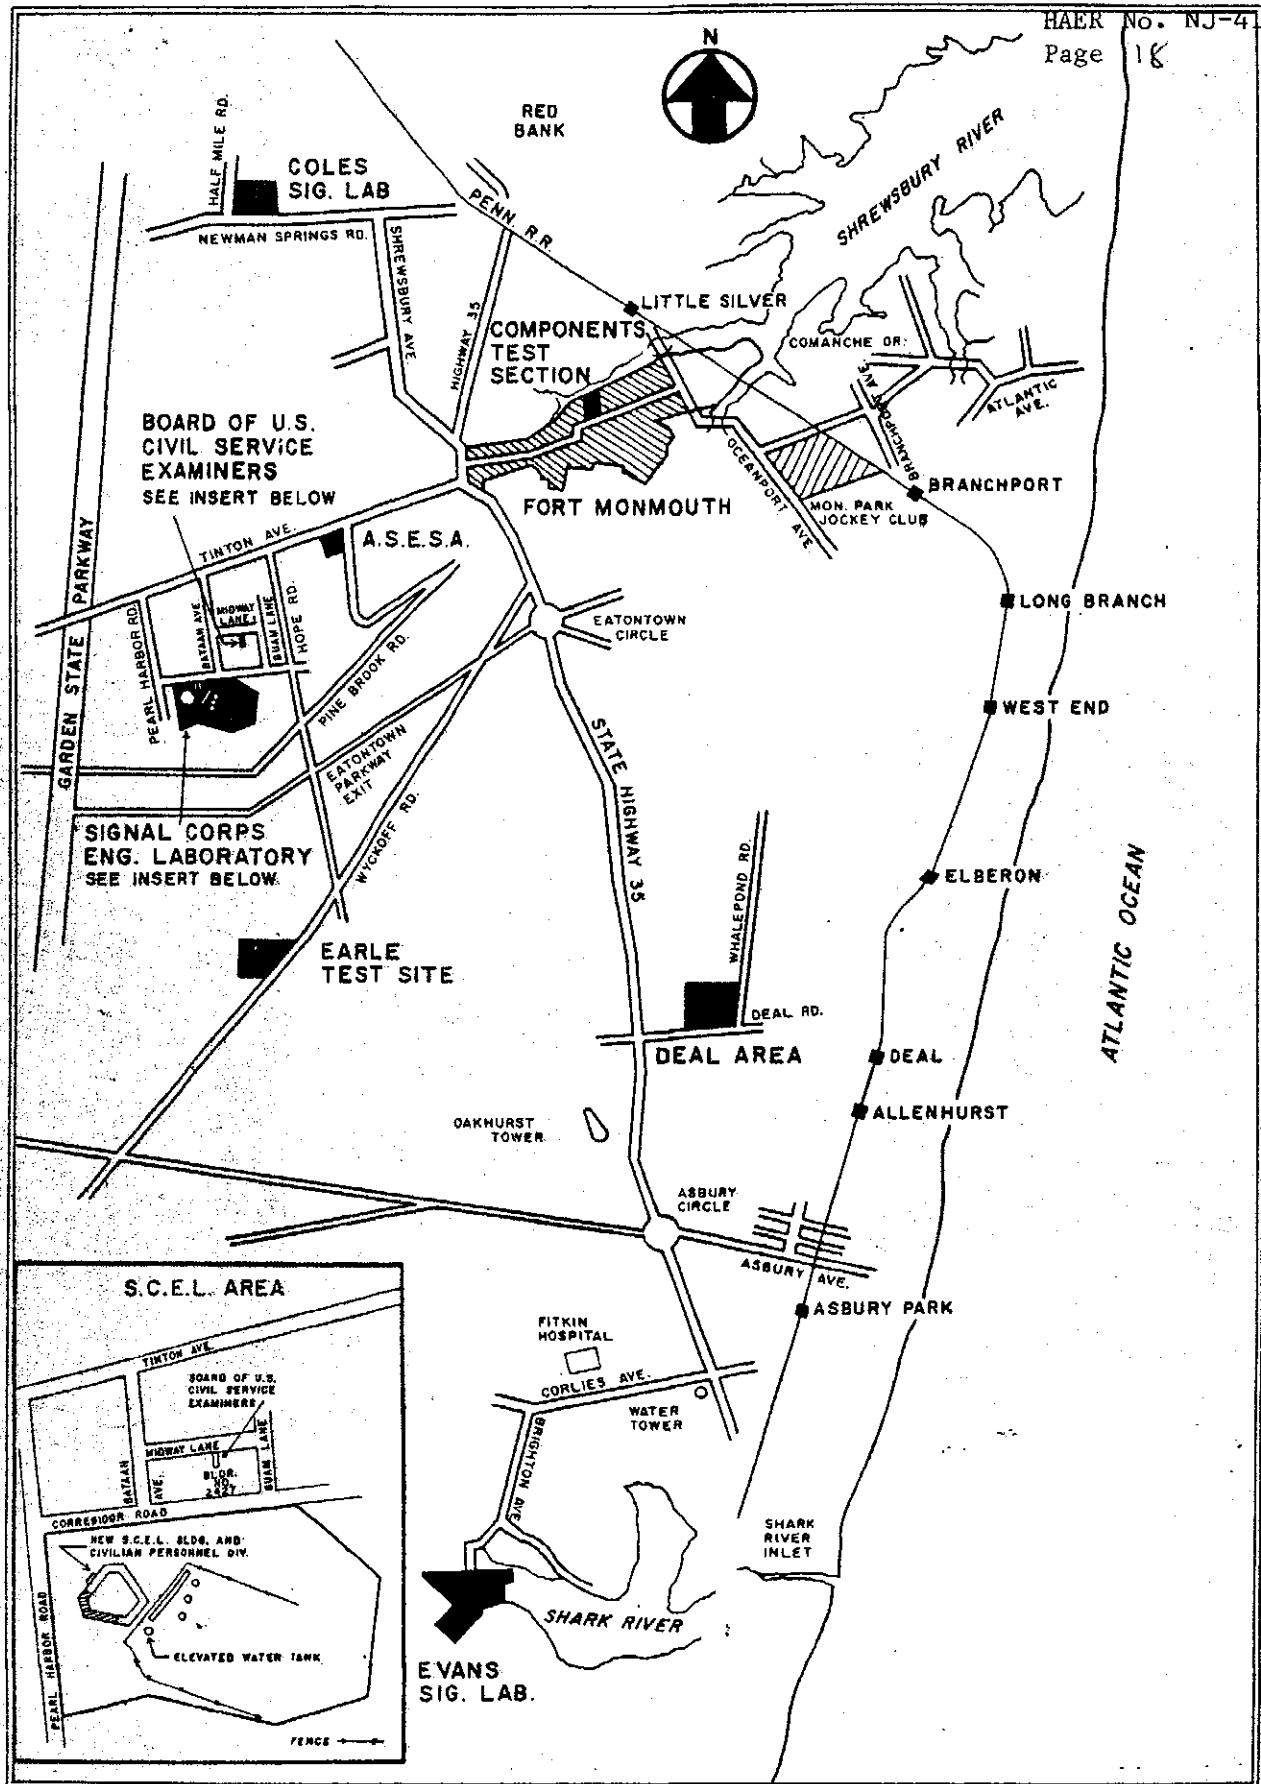 HAER No. NJ-41
Page 18
N
RED
BANK
HALF MILE RD.
COLES
SIG. LAB
NEWMAN SPRINGS RD.
SHREWSBURY AVE.
PENN R.R.
HIGHWAY 35
SHREWSBURY RIVER
LITTLE SILVER
COMPONENTS
TEST
SECTION
COMANCHE DR.
BRANCHPORT AVE.
ATLANTIC
AVE.
BOARD OF U.S.
CIVIL SERVICE
EXAMINERS
SEE INSERT BELOW
FORT MONMOUTH
OCEANPORT AVE.
MON. PARK
JOCKEY CLUB
BRANCHPORT
TINTON AVE.
A.S.E.S.A.
GARDEN STATE PARKWAY
PEARL HARBOR RD.
BATAAN AVE.
MIDWAY
LANE
GUAM LANE
HOPE RD.
PINE BROOK RD.
EATONTOWN
CIRCLE
LONG BRANCH
WEST END
EATONTOWN
PARKWAY
EXIT
WYCKOFF RD.
STATE HIGHWAY 35
SIGNAL CORPS
ENG. LABORATORY
SEE INSERT BELOW
WHALEPOND RD.
ELBERON
ATLANTIC OCEAN
EARLE
TEST SITE
DEAL RD.
DEAL AREA
DEAL
ALLENHURST
OAKHURST
TOWER
ASBURY
CIRCLE
ASBURY AVE.
ASBURY PARK
FITKIN
HOSPITAL
CORLIES AVE.
WATER
TOWER
BRIGHTON AVE
SHARK
RIVER
INLET
SHARK RIVER
EVANS
SIG. LAB.
S.C.E.L. AREA
TINTON AVE.
BOARD OF U.S.
CIVIL SERVICE
EXAMINERS
MIDWAY LANE
GUAM LANE
BATAAN AVE.
BLDG.
NO.
2427
CORREGIDOR ROAD
NEW S.C.E.L. BLDG. AND
CIVILIAN PERSONNEL DIV.
PEARL HARBOR ROAD
ELEVATED WATER TANK
FENCE